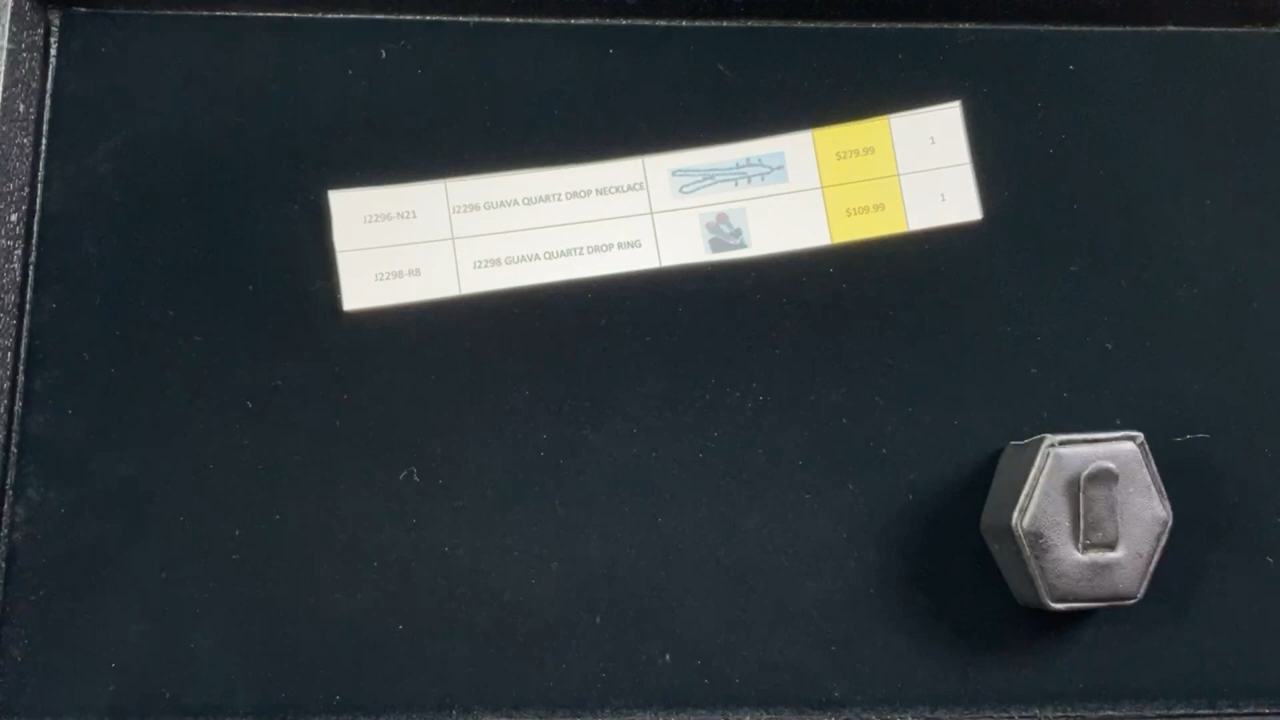 J2296-N21 J2296 GUAVA QUARTZ DROP NECKLACE $279.99 1
J2298-R8 J2298 GUAVA QUARTZ DROP RING $109.99 1